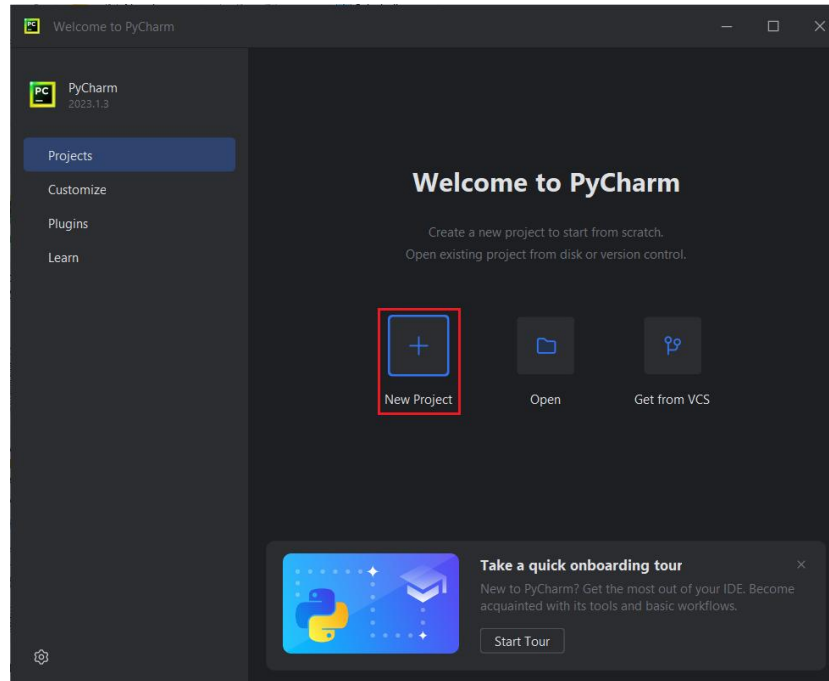 Welcome to PyCharm
PyCharm
2023.1.3
Projects
Customize
Plugins
Learn
Welcome to PyCharm
Create a new project to start from scratch.
Open existing project from disk or version control.
New Project
Open
Get from VCS
Take a quick onboarding tour
New to PyCharm? Get the most out of your IDE. Become
acquainted with its tools and basic workflows.
Start Tour